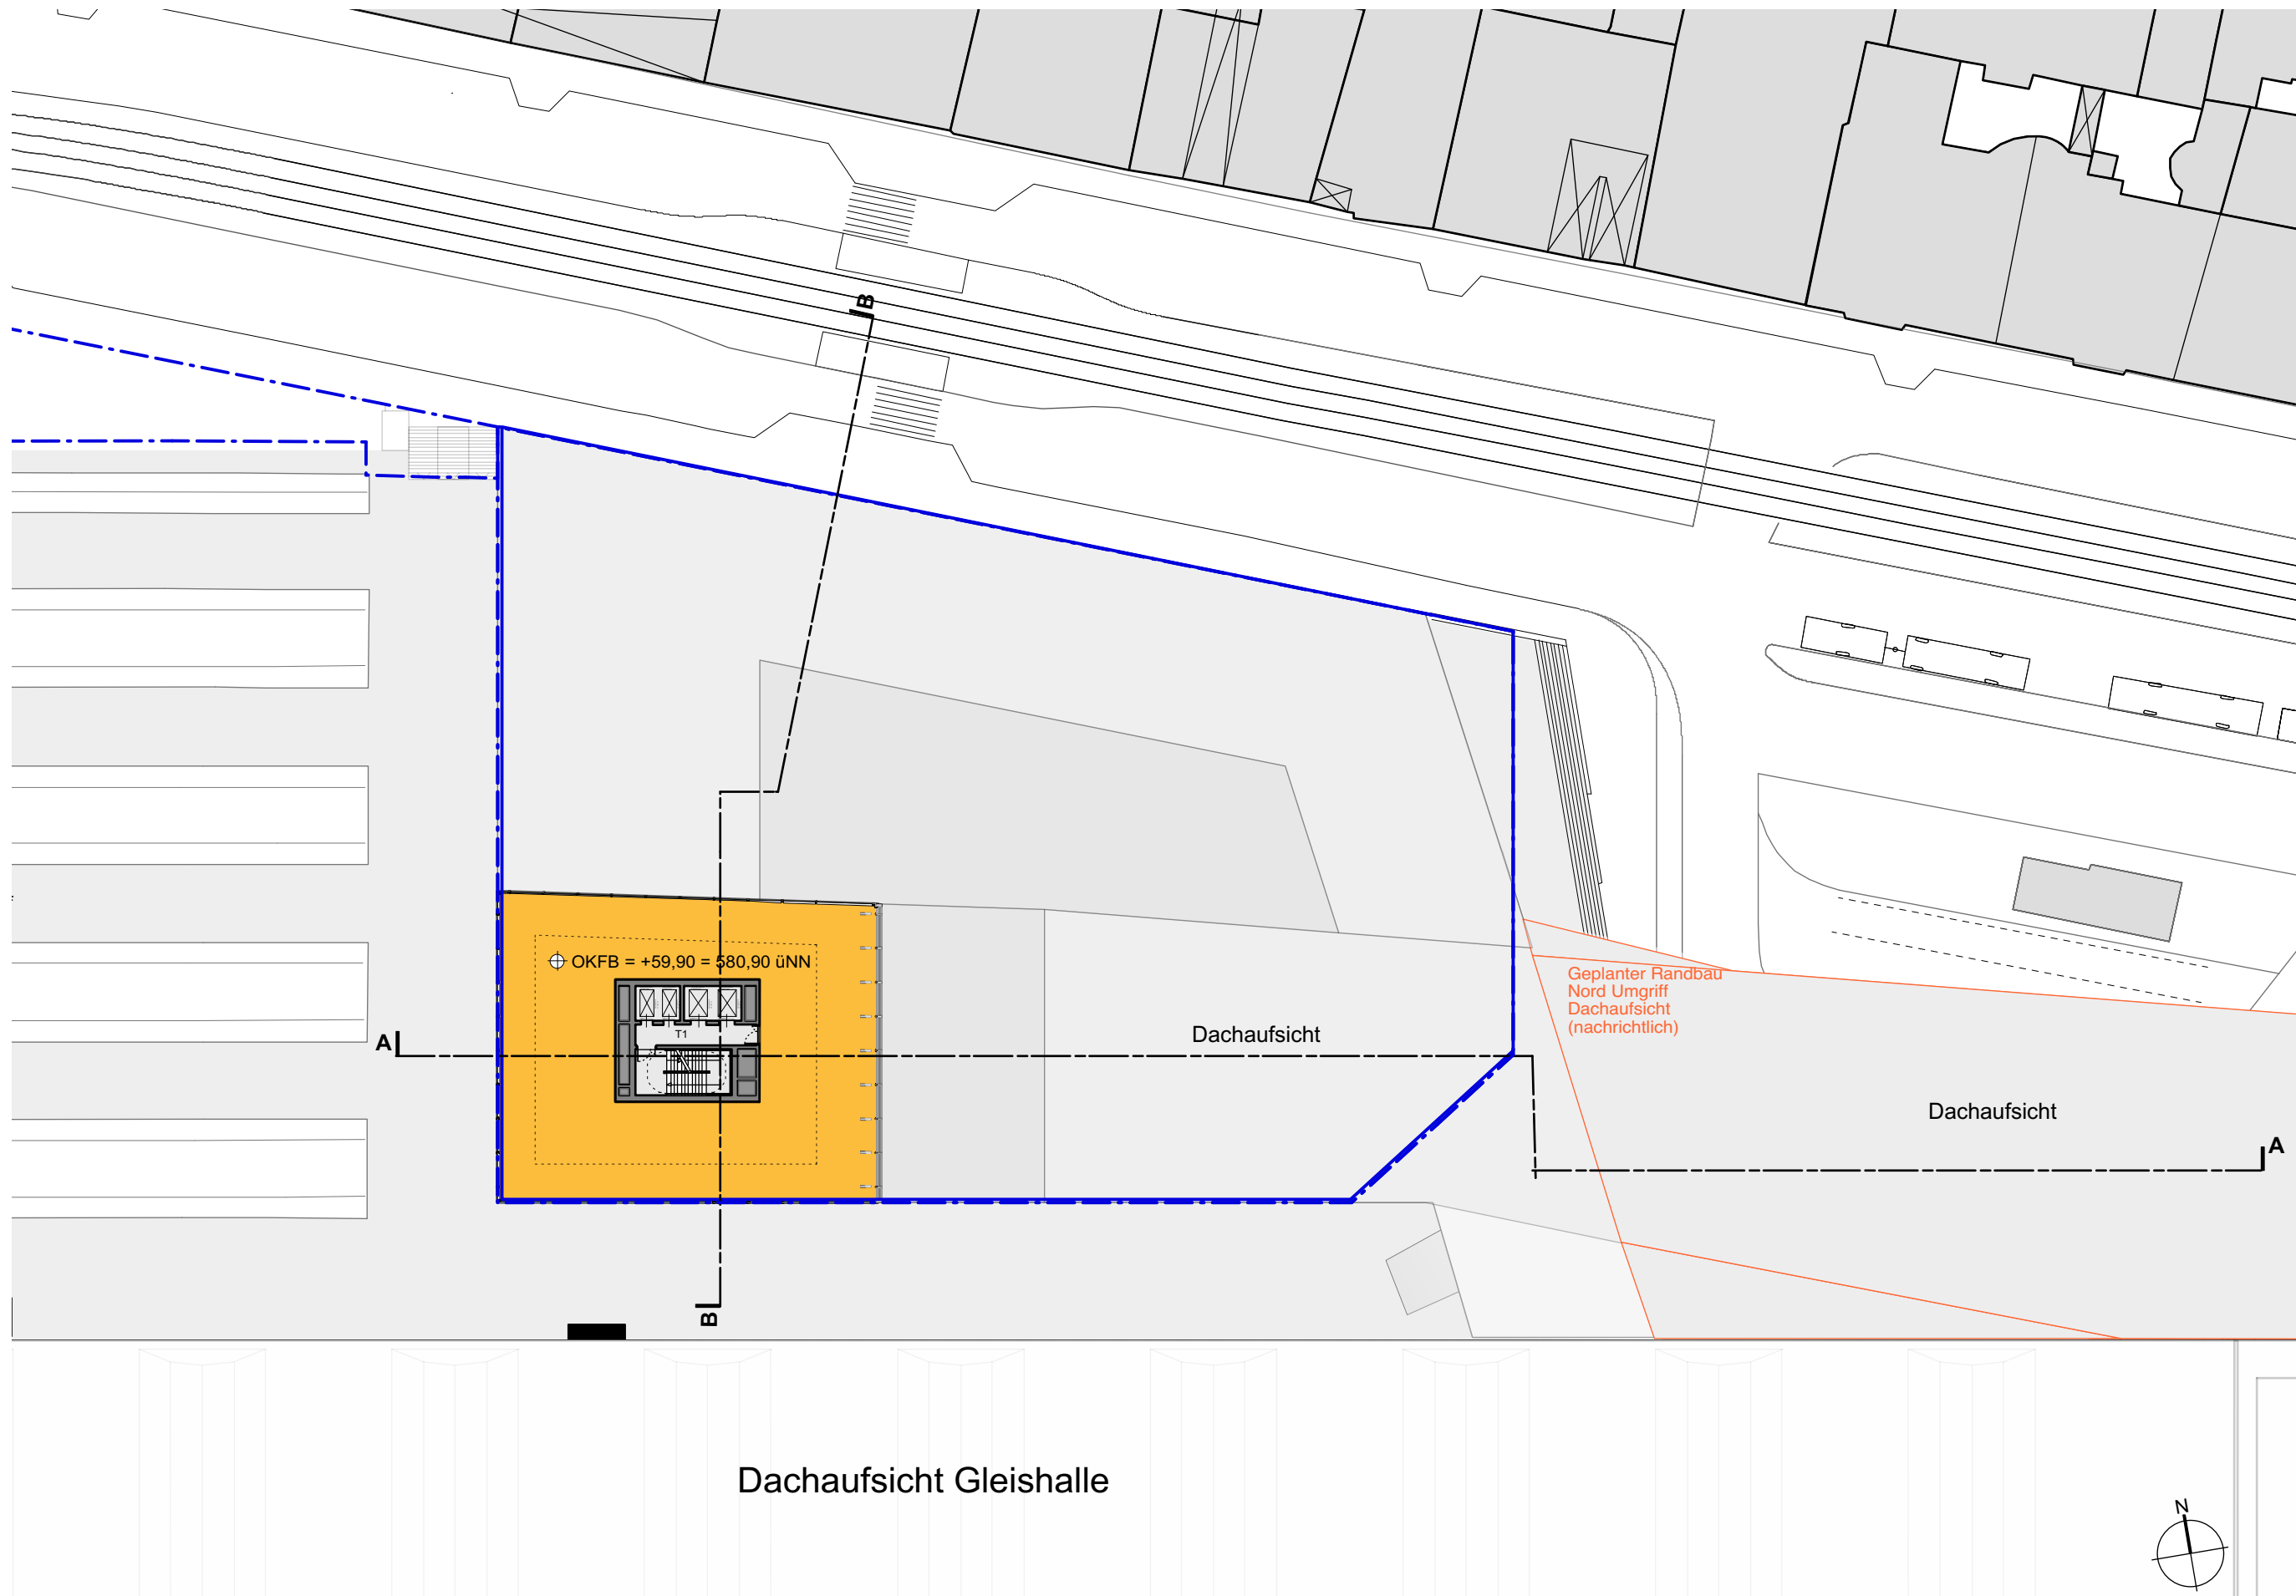 B
OKFB = +59,90 = 580,90 üNN
Geplanter Randbau
Nord Umgriff
Dachaufsicht
(nachrichtlich)
T1
Dachaufsicht
A
Dachaufsicht
A
B
Dachaufsicht Gleishalle
N